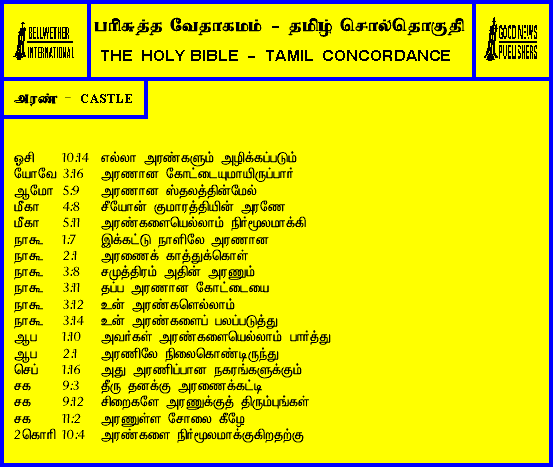 BELLWETHER
INTERNATIONAL
பரிசுத்த வேதாகமம் - தமிழ் சொல்தொகுதி
THE HOLY BIBLE - TAMIL CONCORDANCE
GOOD NEWS
PUBLISHERS
அரண் - CASTLE
ஓசி 10:14 எல்லா அரண்களும் அழிக்கப்படும்
யோவே 3:16 அரணான கோட்டையுமாயிருப்பார்
ஆமோ 5:9 அரணான ஸ்தலத்தின்மேல்
மீகா 4:8 சீயோன் குமாரத்தியின் அரணே
மீகா 5:11 அரண்களையெல்லாம் நிர்மூலமாக்கி
நாகூ 1:7 இக்கட்டு நாளிலே அரணான
நாகூ 2:1 அரணைக் காத்துக்கொள்
நாகூ 3:8 சமுத்திரம் அதின் அரணும்
நாகூ 3:11 தப்ப அரணான கோட்டையை
நாகூ 3:12 உன் அரண்களெல்லாம்
நாகூ 3:14 உன் அரண்களைப் பலப்படுத்து
ஆப 1:10 அவர்கள் அரண்களையெல்லாம் பார்த்து
ஆப 2:1 அரணிலே நிலைகொண்டிருந்து
செப் 1:16 அது அரணிப்பான நகரங்களுக்கும்
சக 9:3 தீரு தனக்கு அரணைக்கட்டி
சக 9:12 சிறைகளே அரணுக்குத் திரும்புங்கள்
சக 11:2 அரணுள்ள சோலை கீழே
2கொரி 10:4 அரண்களை நிர்மூலமாக்குகிறதற்கு